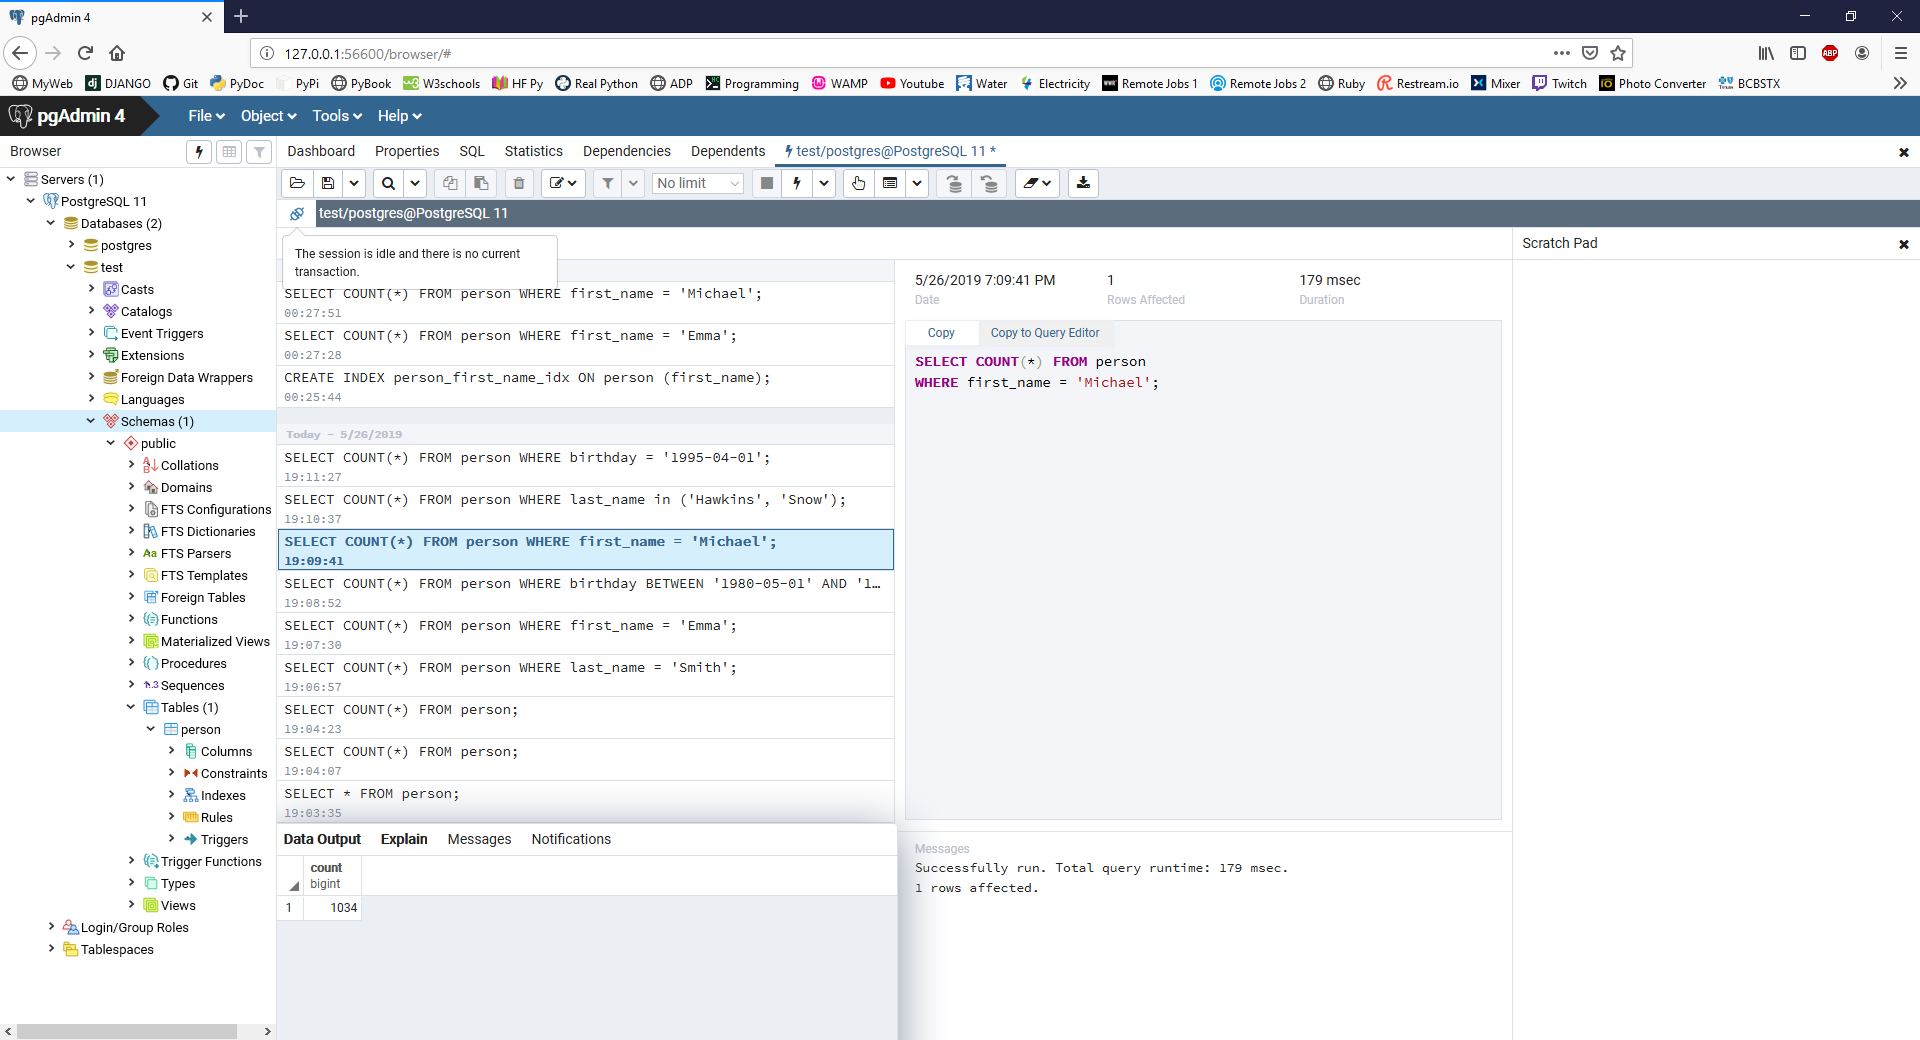 pgAdmin 4
127.0.0.1:56600/browser/#
MyWeb DJANGO Git PyDoc PyPi PyBook W3schools HF Py Real Python ADP Programming WAMP Youtube Water Electricity Remote Jobs 1 Remote Jobs 2 Ruby Restream.io Mixer Twitch Photo Converter BCBSTX
pgAdmin 4 File Object Tools Help
Browser
Dashboard Properties SQL Statistics Dependencies Dependents test/postgres@PostgreSQL 11 *
No limit
test/postgres@PostgreSQL 11
The session is idle and there is no current
transaction.
Servers (1)
PostgreSQL 11
Databases (2)
postgres
test
Casts
Catalogs
Event Triggers
Extensions
Foreign Data Wrappers
Languages
Schemas (1)
public
Collations
Domains
FTS Configurations
FTS Dictionaries
FTS Parsers
FTS Templates
Foreign Tables
Functions
Materialized Views
Procedures
Sequences
Tables (1)
person
Columns
Constraints
Indexes
Rules
Triggers
Trigger Functions
Types
Views
Login/Group Roles
Tablespaces
SELECT COUNT(*) FROM person WHERE first_name = 'Michael';
00:27:51
SELECT COUNT(*) FROM person WHERE first_name = 'Emma';
00:27:28
CREATE INDEX person_first_name_idx ON person (first_name);
00:25:44
Today - 5/26/2019
SELECT COUNT(*) FROM person WHERE birthday = '1995-04-01';
19:11:27
SELECT COUNT(*) FROM person WHERE last_name in ('Hawkins', 'Snow');
19:10:37
SELECT COUNT(*) FROM person WHERE first_name = 'Michael';
19:09:41
SELECT COUNT(*) FROM person WHERE birthday BETWEEN '1980-05-01' AND '1…
19:08:52
SELECT COUNT(*) FROM person WHERE first_name = 'Emma';
19:07:30
SELECT COUNT(*) FROM person WHERE last_name = 'Smith';
19:06:57
SELECT COUNT(*) FROM person;
19:04:23
SELECT COUNT(*) FROM person;
19:04:07
SELECT * FROM person;
19:03:35
Data Output Explain Messages Notifications
count
bigint
1 1034
5/26/2019 7:09:41 PM 1 179 msec
Date Rows Affected Duration
Copy Copy to Query Editor
SELECT COUNT(*) FROM person
WHERE first_name = 'Michael';
Messages
Successfully run. Total query runtime: 179 msec.
1 rows affected.
Scratch Pad